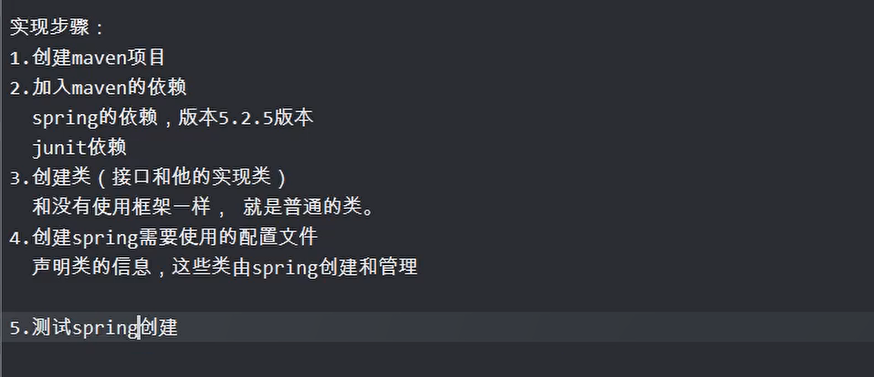 实现步骤：
1.创建maven项目
2.加入maven的依赖
spring的依赖，版本5.2.5版本
junit依赖
3.创建类（接口和他的实现类）
和没有使用框架一样， 就是普通的类。
4.创建spring需要使用的配置文件
声明类的信息，这些类由spring创建和管理
5.测试spring创建